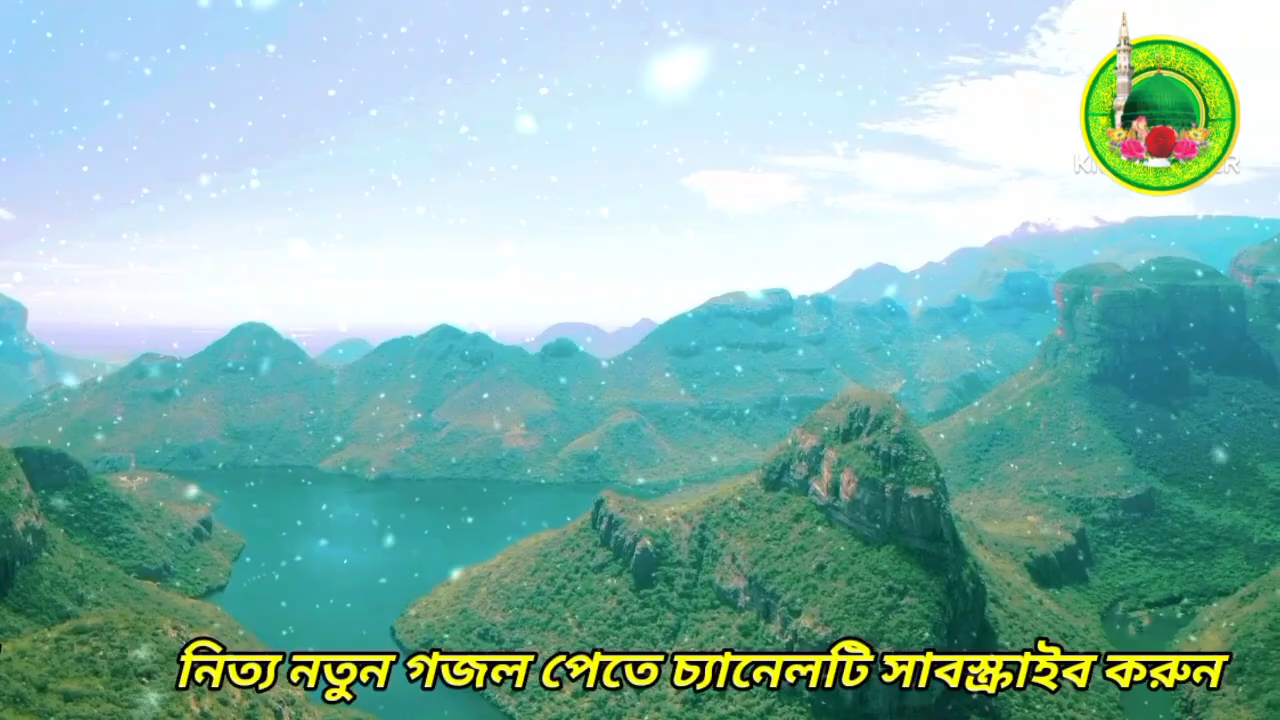 নিত্য নতুন গজল পেতে চ্যানেলটি সাবস্ক্রাইব করুন